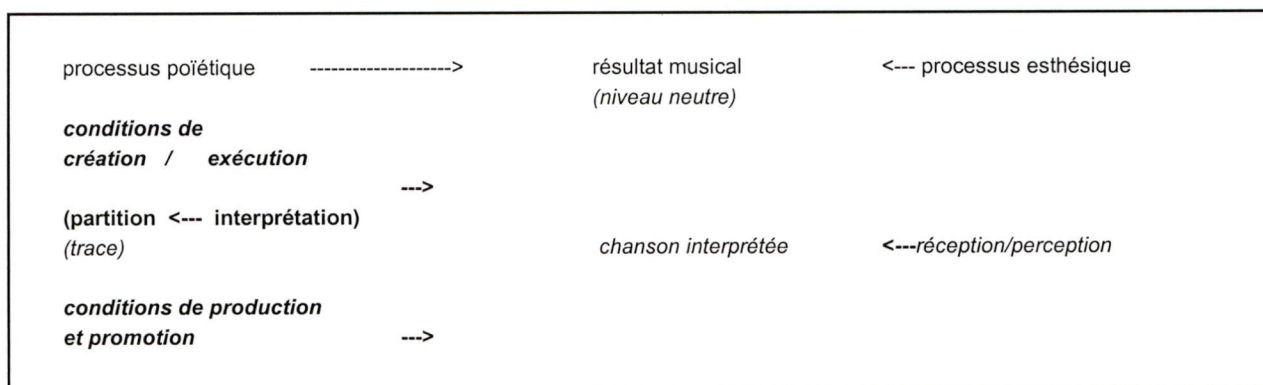 processus poïétique --------------------> résultat musical <--- processus esthésique
(niveau neutre)
conditions de
création / exécution
--->
(partition <--- interprétation)
(trace) chanson interprétée <---réception/perception
conditions de production
et promotion --->